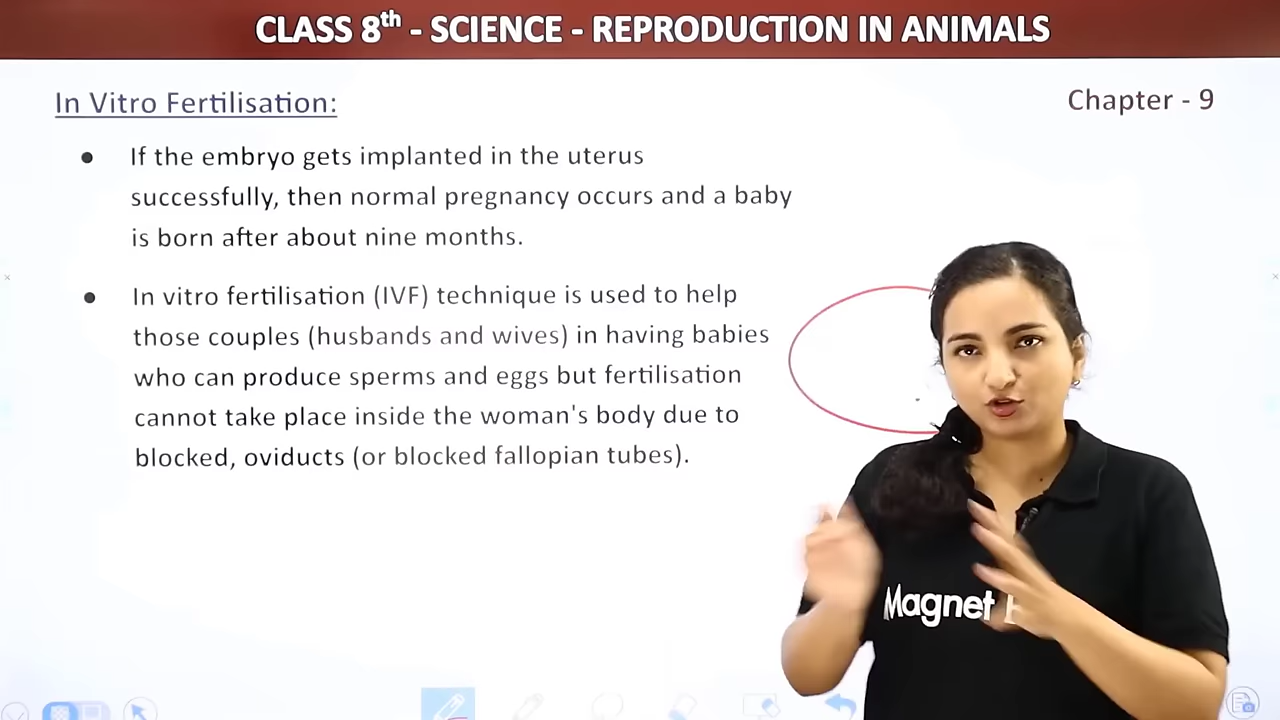 CLASS 8th - SCIENCE - REPRODUCTION IN ANIMALS
In Vitro Fertilisation:
Chapter - 9
● If the embryo gets implanted in the uterus
successfully, then normal pregnancy occurs and a baby
is born after about nine months.
● In vitro fertilisation (IVF) technique is used to help
those couples (husbands and wives) in having babies
who can produce sperms and eggs but fertilisation
cannot take place inside the woman's body due to
blocked, oviducts (or blocked fallopian tubes).
Magnet